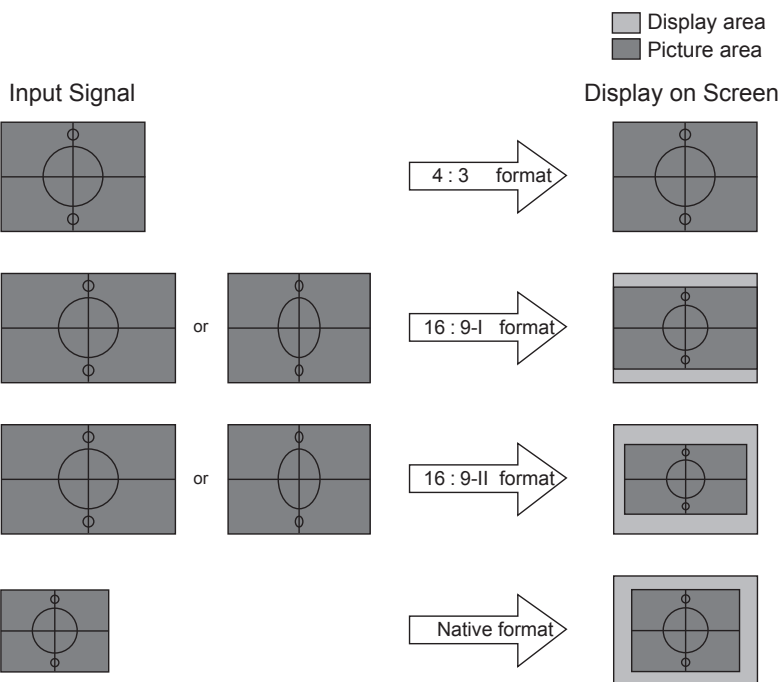 Display area
Picture area
Input Signal
Display on Screen
4 : 3 format
or
16 : 9-I format
or
16 : 9-II format
Native format